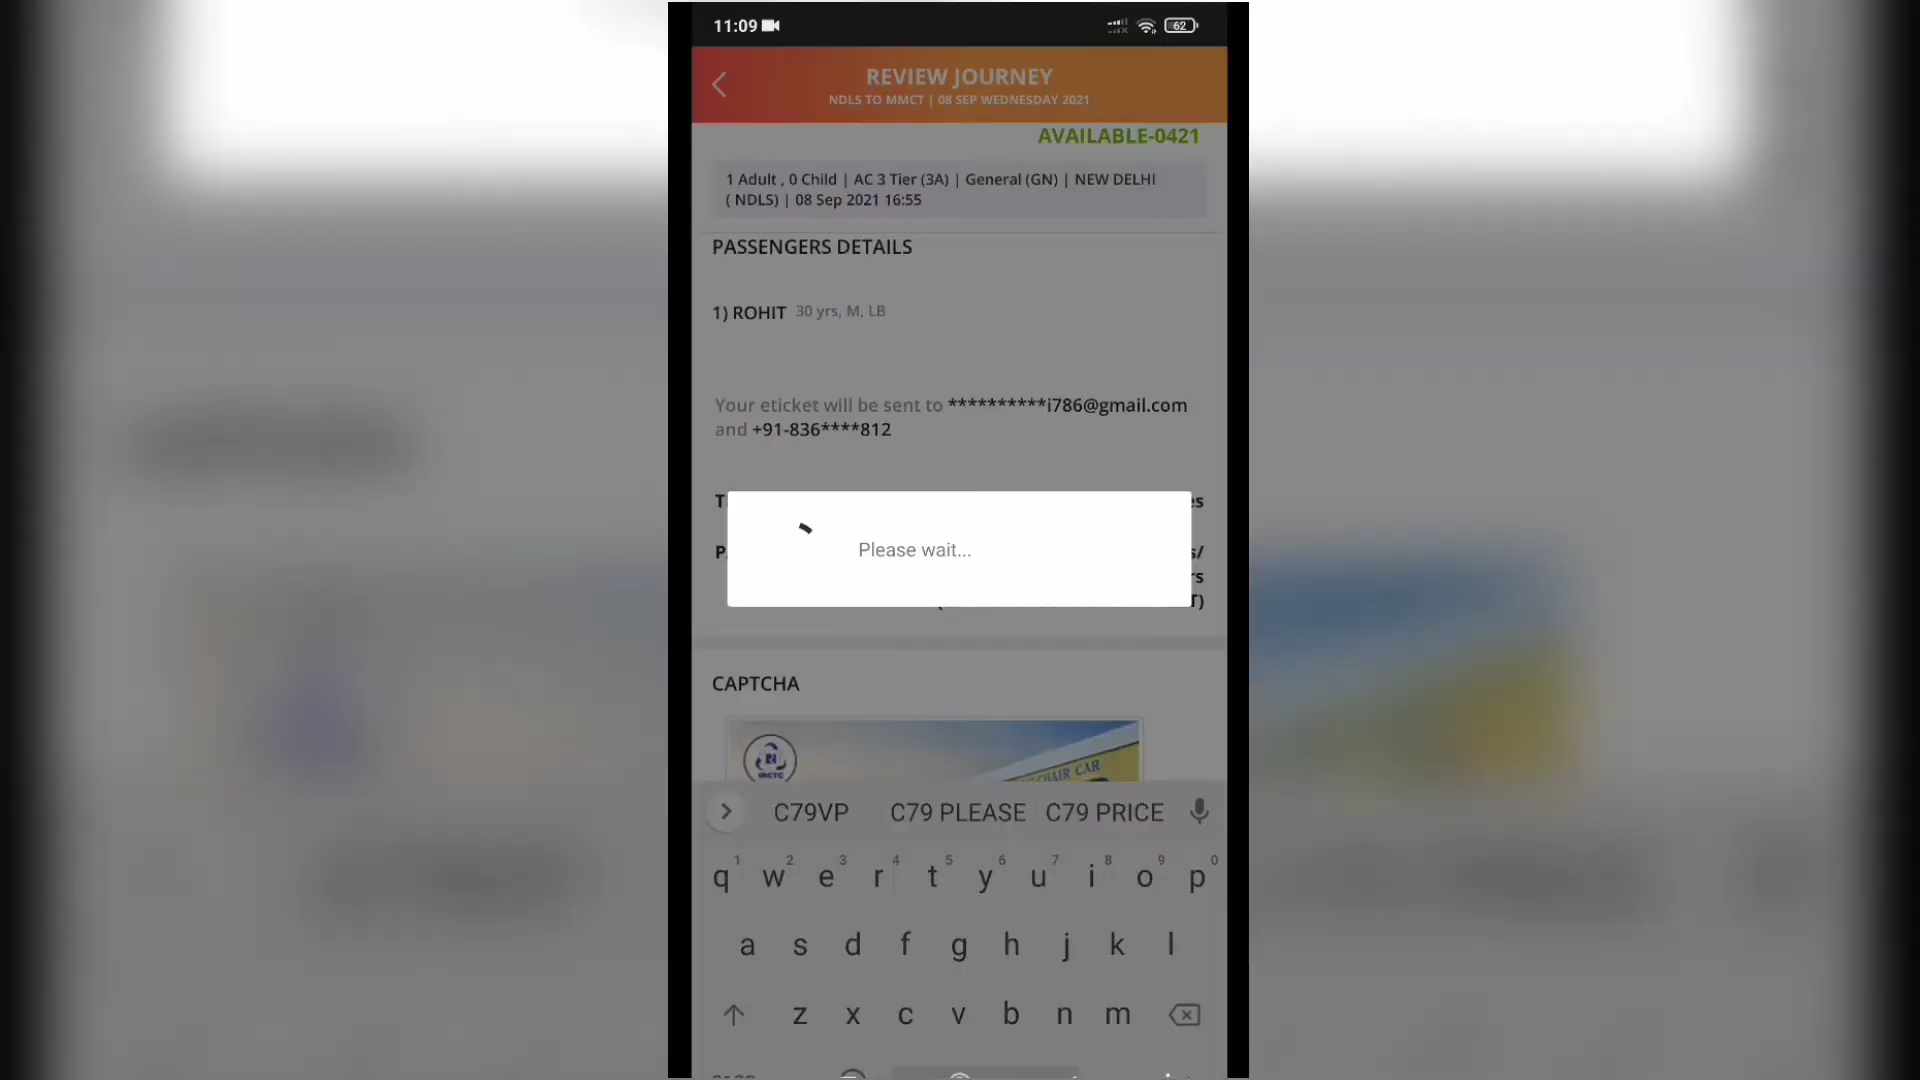 11:09
62
REVIEW JOURNEY
NDLS TO MMCT | 08 SEP WEDNESDAY 2021
AVAILABLE-0421
1 Adult , 0 Child | AC 3 Tier (3A) | General (GN) | NEW DELHI
( NDLS) | 08 Sep 2021 16:55
PASSENGERS DETAILS
1) ROHIT 30 yrs, M, LB
Your eticket will be sent to **********i786@gmail.com
and +91-836****812
Please wait...
CAPTCHA
IRCTC
CHAIR CAR
C79VP C79 PLEASE C79 PRICE
1 2 3 4 5 6 7 8 9 0
q w e r t y u i o p
a s d f g h j k l
z x c v b n m